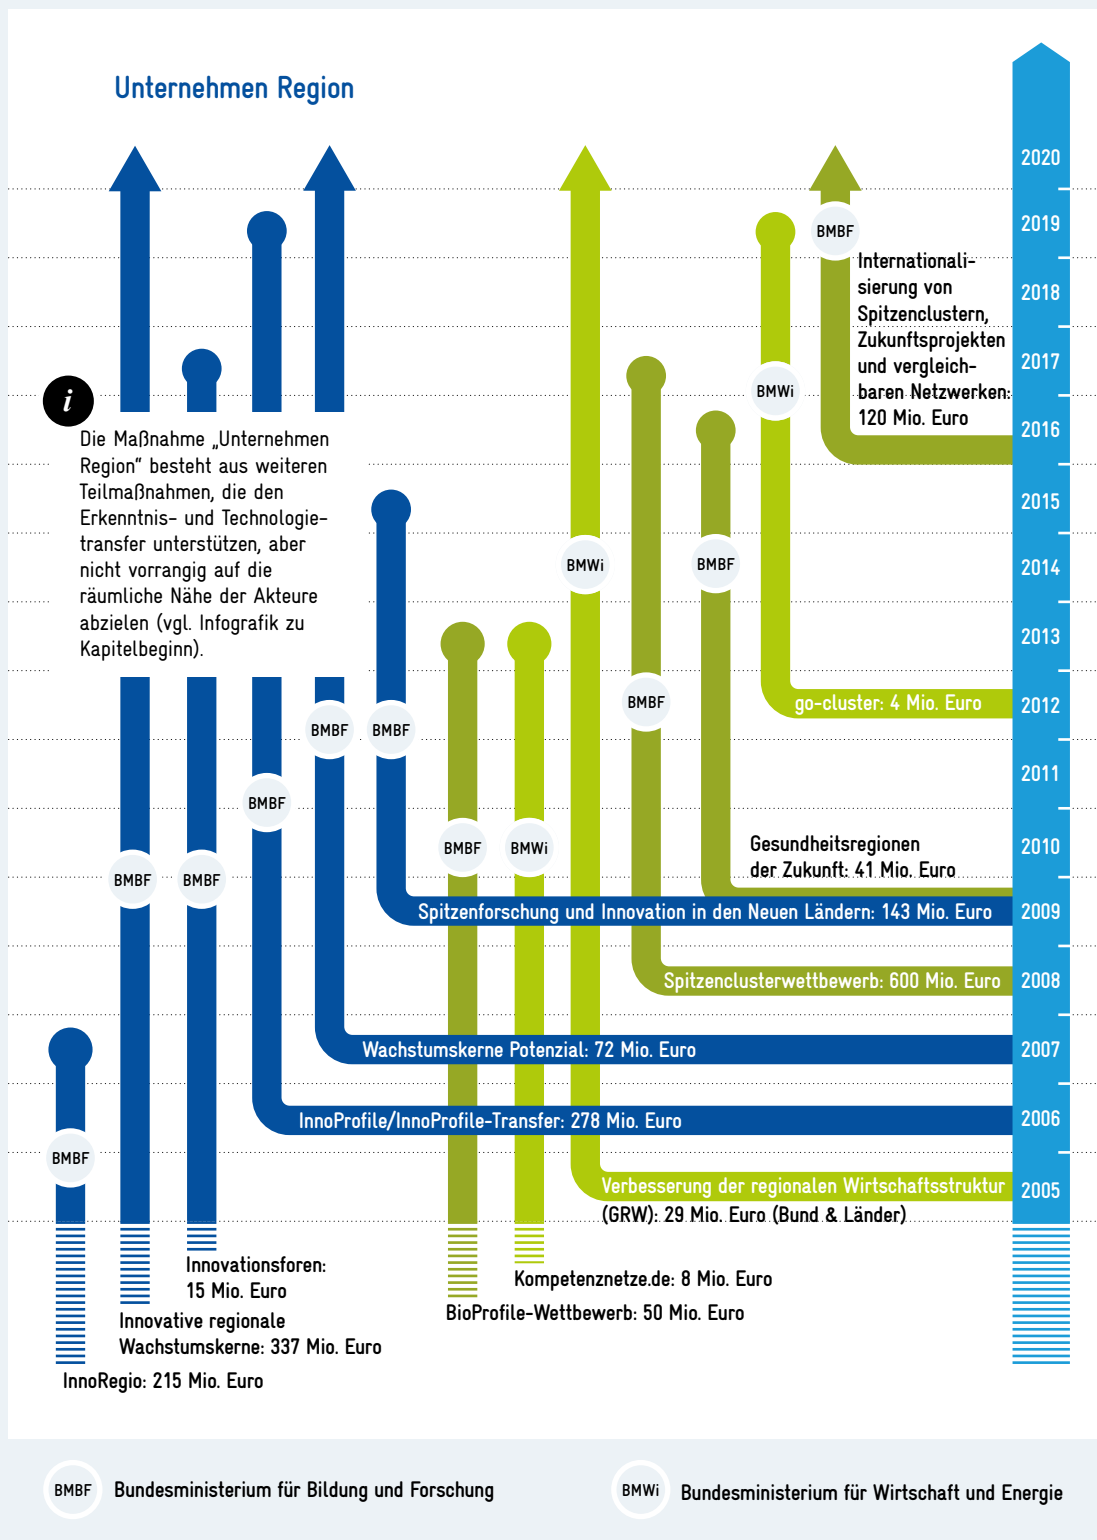 Unternehmen Region
2020
2019
2018
2017
2016
2015
2014
2013
2012
2011
2010
2009
2008
2007
2006
2005
BMBF
Internationali-
sierung von
Spitzenclustern,
Zukunftsprojekten
und vergleich-
baren Netzwerken:
120 Mio. Euro
BMWi
i
Die Maßnahme „Unternehmen
Region“ besteht aus weiteren
Teilmaßnahmen, die den
Erkenntnis- und Technologie-
transfer unterstützen, aber
nicht vorrangig auf die
räumliche Nähe der Akteure
abzielen (vgl. Infografik zu
Kapitelbeginn).
BMWi
BMBF
BMBF
go-cluster: 4 Mio. Euro
BMBF
BMBF
BMBF
BMBF
BMWi
BMBF
BMBF
Gesundheitsregionen
der Zukunft: 41 Mio. Euro
Spitzenforschung und Innovation in den Neuen Ländern: 143 Mio. Euro
Spitzenclusterwettbewerb: 600 Mio. Euro
Wachstumskerne Potenzial: 72 Mio. Euro
InnoProfile/InnoProfile-Transfer: 278 Mio. Euro
BMBF
Verbesserung der regionalen Wirtschaftsstruktur
(GRW): 29 Mio. Euro (Bund & Länder)
Innovationsforen:
15 Mio. Euro
Kompetenznetze.de: 8 Mio. Euro
BioProfile-Wettbewerb: 50 Mio. Euro
Innovative regionale
Wachstumskerne: 337 Mio. Euro
InnoRegio: 215 Mio. Euro
BMBF
Bundesministerium für Bildung und Forschung
BMWi
Bundesministerium für Wirtschaft und Energie